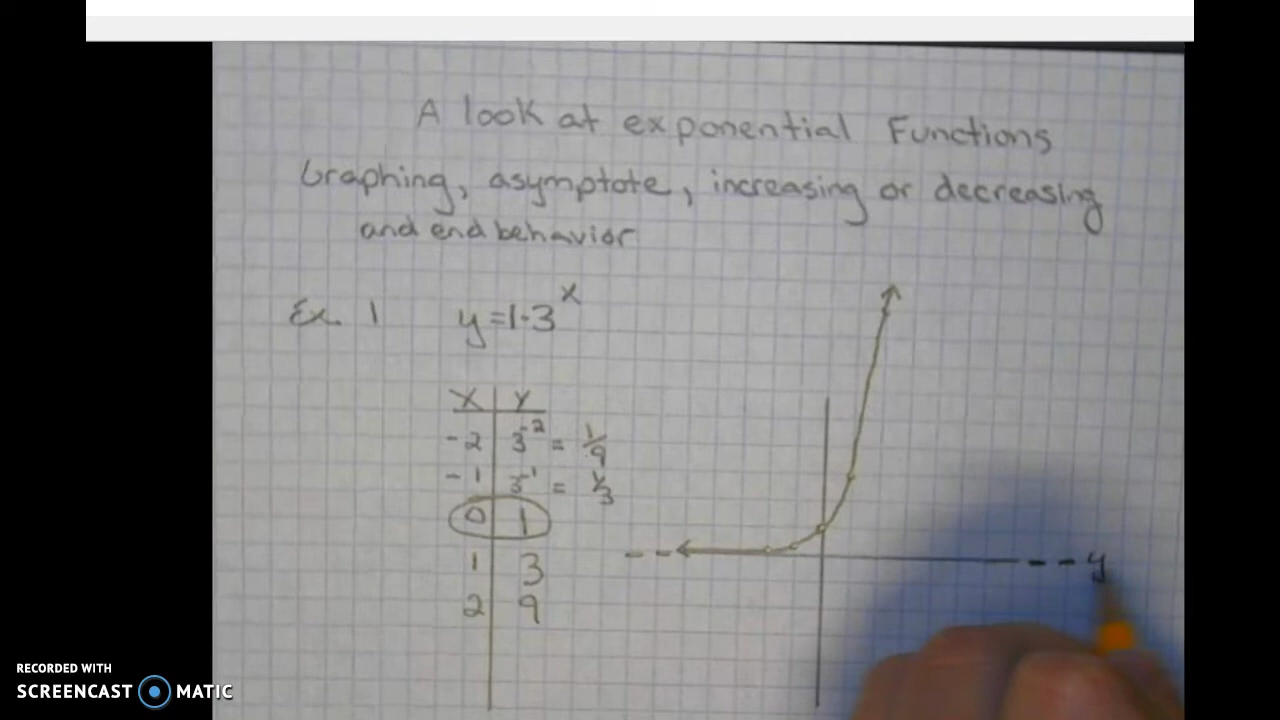 A look at exponential Functions
Graphing, asymptote, increasing or decreasing
and end behavior
Ex. 1 y=1·3^x
x | y
-2 | 3^-2 = 1/9
-1 | 3^-1 = 1/3
0 | 1
1 | 3
2 | 9
y
RECORDED WITH
SCREENCAST MATIC